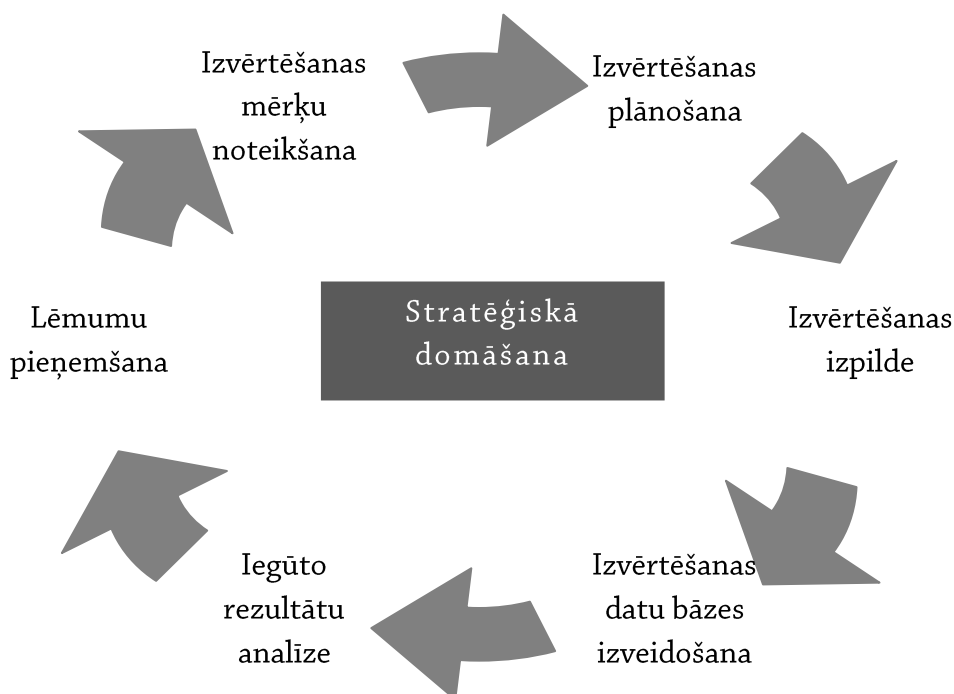 Izvērtēšanas
mērķu
noteikšana
Izvērtēšanas
plānošana
Izvērtēšanas
izpilde
Izvērtēšanas
datu bāzes
izveidošana
Iegūto
rezultātu
analīze
Lēmumu
pieņemšana
Stratēģiskā
domāšana